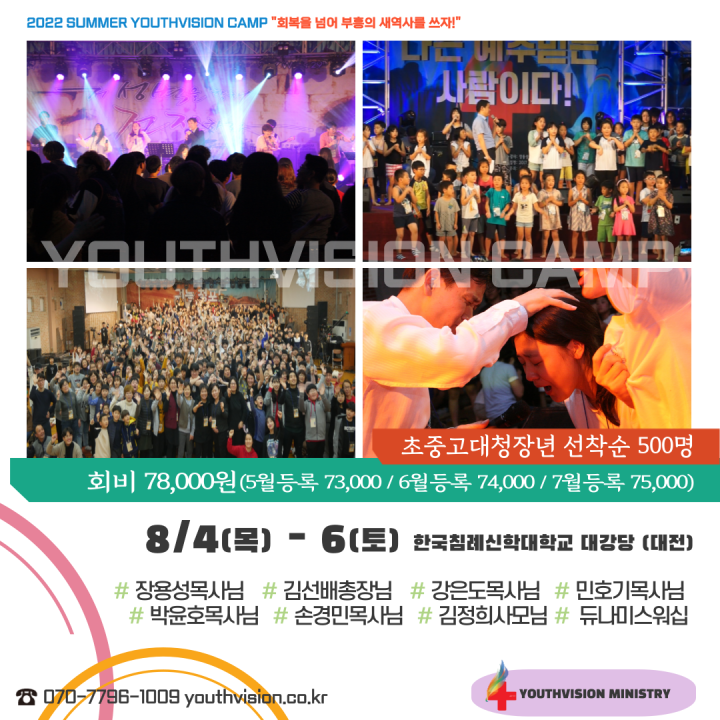 2022 SUMMER YOUTHVISION CAMP "회복을 넘어 부흥의 새역사를 쓰자!"
나는 예수믿는
사람이다!
YOUTHVISION CAMP
초중고대청장년 선착순 500명
회비 78,000원(5월등록 73,000 / 6월등록 74,000 / 7월등록 75,000)
8/4(목) - 6(토) 한국침례신학대학교 대강당 (대전)
# 장용성목사님 # 김선배총장님 # 강은도목사님 # 민호기목사님
# 박윤호목사님 # 손경민목사님 # 김정희사모님 # 듀나미스워십
☎ 070-7796-1009 youthvision.co.kr
YOUTHVISION MINISTRY